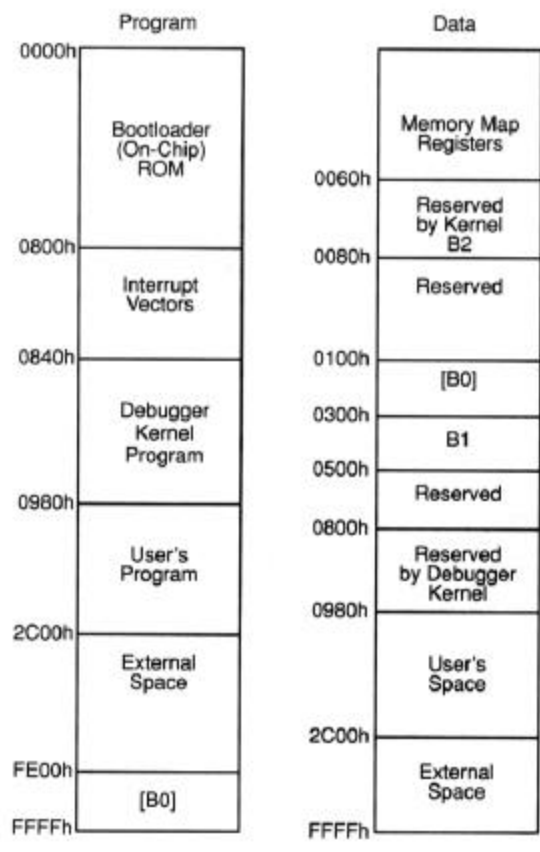 Program
0000h
Bootloader
(On-Chip)
ROM
0800h
Interrupt
Vectors
0840h
Debugger
Kernel
Program
0980h
User's
Program
2C00h
External
Space
FE00h
[B0]
FFFFh
Data
Memory Map
Registers
0060h
Reserved
by Kernel
B2
0080h
Reserved
0100h
[B0]
0300h
B1
0500h
Reserved
0800h
Reserved
by Debugger
Kernel
0980h
User's
Space
2C00h
External
Space
FFFFh